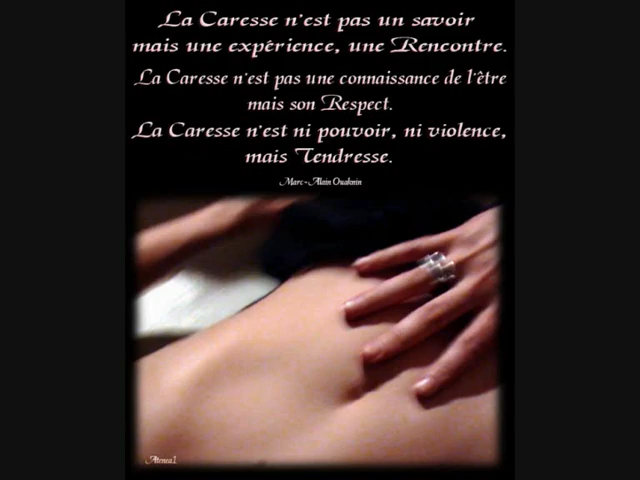 La Caresse n'est pas un savoir
mais une expérience, une Rencontre.
La Caresse n'est pas une connaissance de l'être
mais son Respect.
La Caresse n'est ni pouvoir, ni violence,
mais Tendresse.
Marc-Alain Ouaknin
Atenea1